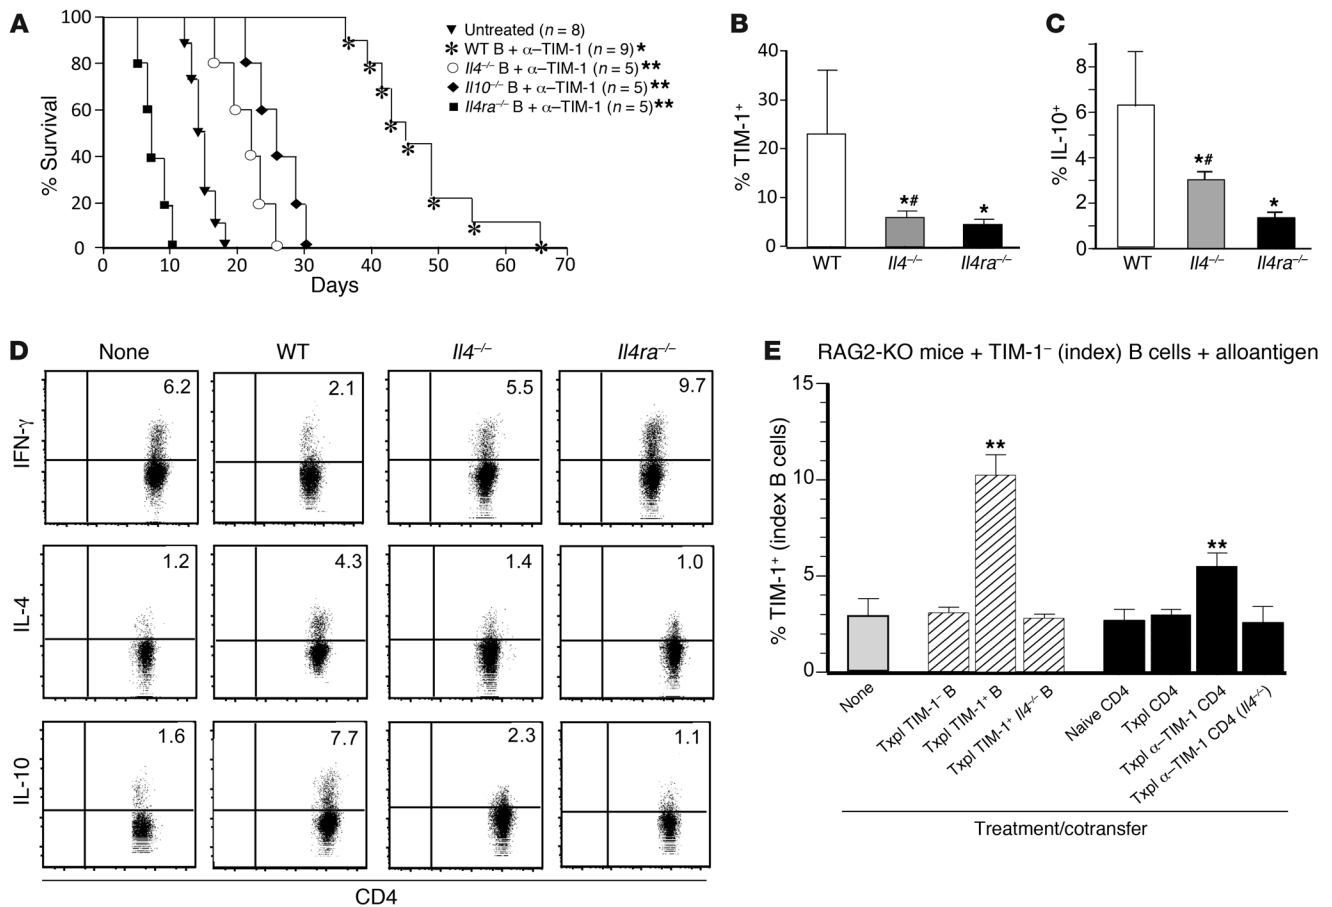 A
100
80
60
40
20
0
% Survival
0 10 20 30 40 50 60 70
Days
Untreated (n = 8)
WT B + α–TIM-1 (n = 9)*
Il4–/– B + α–TIM-1 (n = 5)**
Il10–/– B + α–TIM-1 (n = 5)**
Il4ra–/– B + α–TIM-1 (n = 5)**
B
40
30
20
10
0
% TIM-1+
*#
*
WT Il4–/– Il4ra–/–
C
8
6
4
2
0
% IL-10+
*#
*
WT Il4–/– Il4ra–/–
D
None WT Il4–/– Il4ra–/–
IFN-γ
6.2 2.1 5.5 9.7
IL-4
1.2 4.3 1.4 1.0
IL-10
1.6 7.7 2.3 1.1
CD4
E
RAG2-KO mice + TIM-1– (index) B cells + alloantigen
15
10
5
0
% TIM-1+ (index B cells)
**
**
None
Txpl TIM-1– B
Txpl TIM-1+ B
Txpl TIM-1+ Il4–/– B
Naive CD4
Txpl CD4
Txpl α–TIM-1 CD4
Txpl α–TIM-1 CD4 (Il4–/–)
Treatment/cotransfer